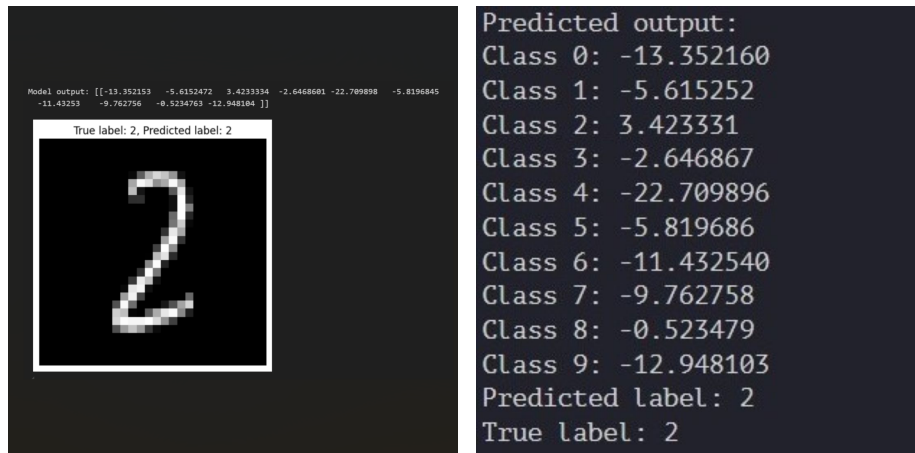 Model output: [[-13.352153 -5.6152472 3.4233334 -2.6468601 -22.709898 -5.8196845
-11.43253 -9.762756 -0.5234763 -12.948104 ]]
True label: 2, Predicted label: 2
2
Predicted output:
Class 0: -13.352160
Class 1: -5.615252
Class 2: 3.423331
Class 3: -2.646867
Class 4: -22.709896
Class 5: -5.819686
Class 6: -11.432540
Class 7: -9.762758
Class 8: -0.523479
Class 9: -12.948103
Predicted label: 2
True label: 2